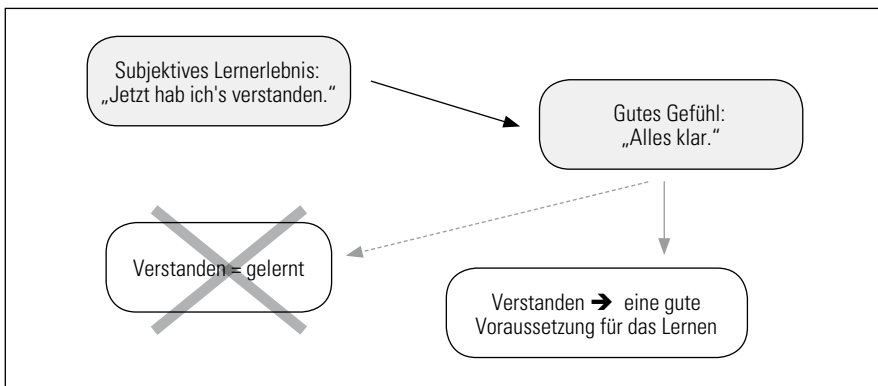 Subjektives Lernerlebnis:
„Jetzt hab ich's verstanden.“
Gutes Gefühl:
„Alles klar.“
Verstanden = gelernt
Verstanden ➔ eine gute
Voraussetzung für das Lernen